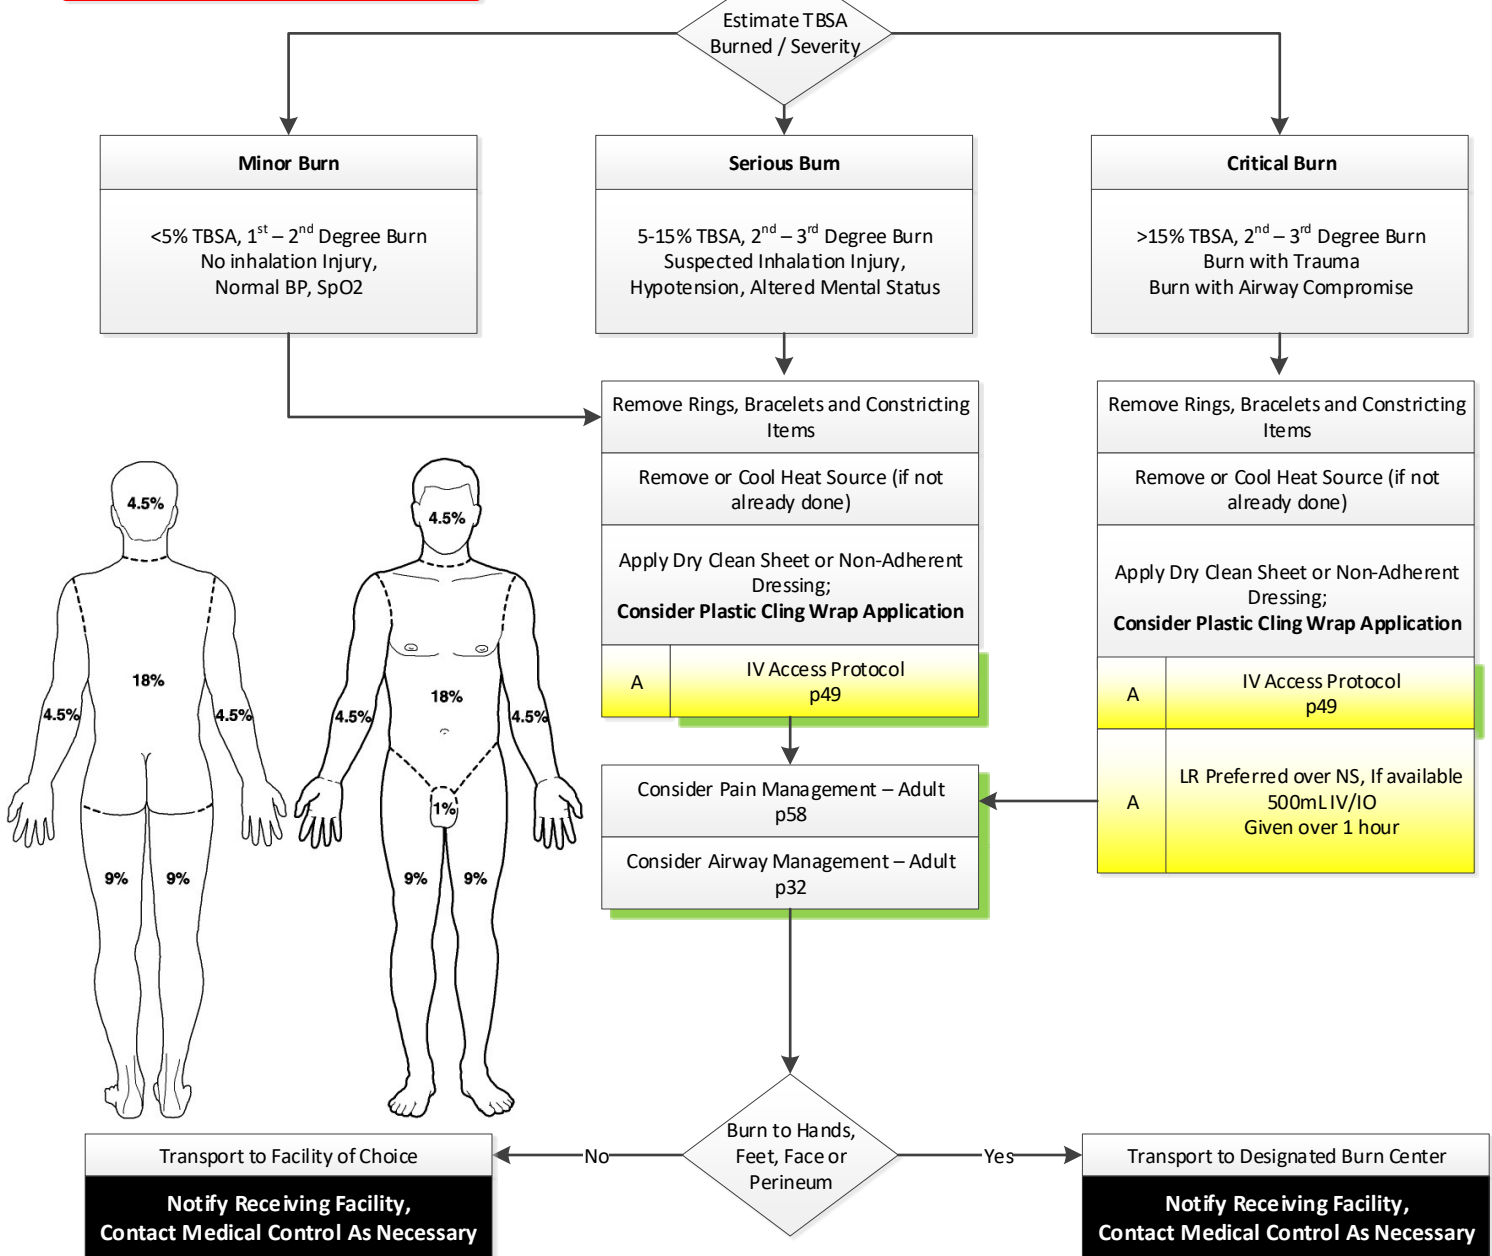 Estimate TBSA
Burned / Severity
Minor Burn
<5% TBSA, 1st – 2nd Degree Burn
No inhalation Injury,
Normal BP, SpO2
Serious Burn
5-15% TBSA, 2nd – 3rd Degree Burn
Suspected Inhalation Injury,
Hypotension, Altered Mental Status
Critical Burn
>15% TBSA, 2nd – 3rd Degree Burn
Burn with Trauma
Burn with Airway Compromise
Remove Rings, Bracelets and Constricting
Items
Remove or Cool Heat Source (if not
already done)
Apply Dry Clean Sheet or Non-Adherent
Dressing;
Consider Plastic Cling Wrap Application
A
IV Access Protocol
p49
Remove Rings, Bracelets and Constricting
Items
Remove or Cool Heat Source (if not
already done)
Apply Dry Clean Sheet or Non-Adherent
Dressing;
Consider Plastic Cling Wrap Application
A
IV Access Protocol
p49
A
LR Preferred over NS, If available
500mL IV/IO
Given over 1 hour
Consider Pain Management – Adult
p58
Consider Airway Management – Adult
p32
4.5%
18%
4.5%
4.5%
9%
9%
4.5%
18%
4.5%
4.5%
1%
9%
9%
Burn to Hands,
Feet, Face or
Perineum
No
Yes
Transport to Facility of Choice
Notify Receiving Facility,
Contact Medical Control As Necessary
Transport to Designated Burn Center
Notify Receiving Facility,
Contact Medical Control As Necessary